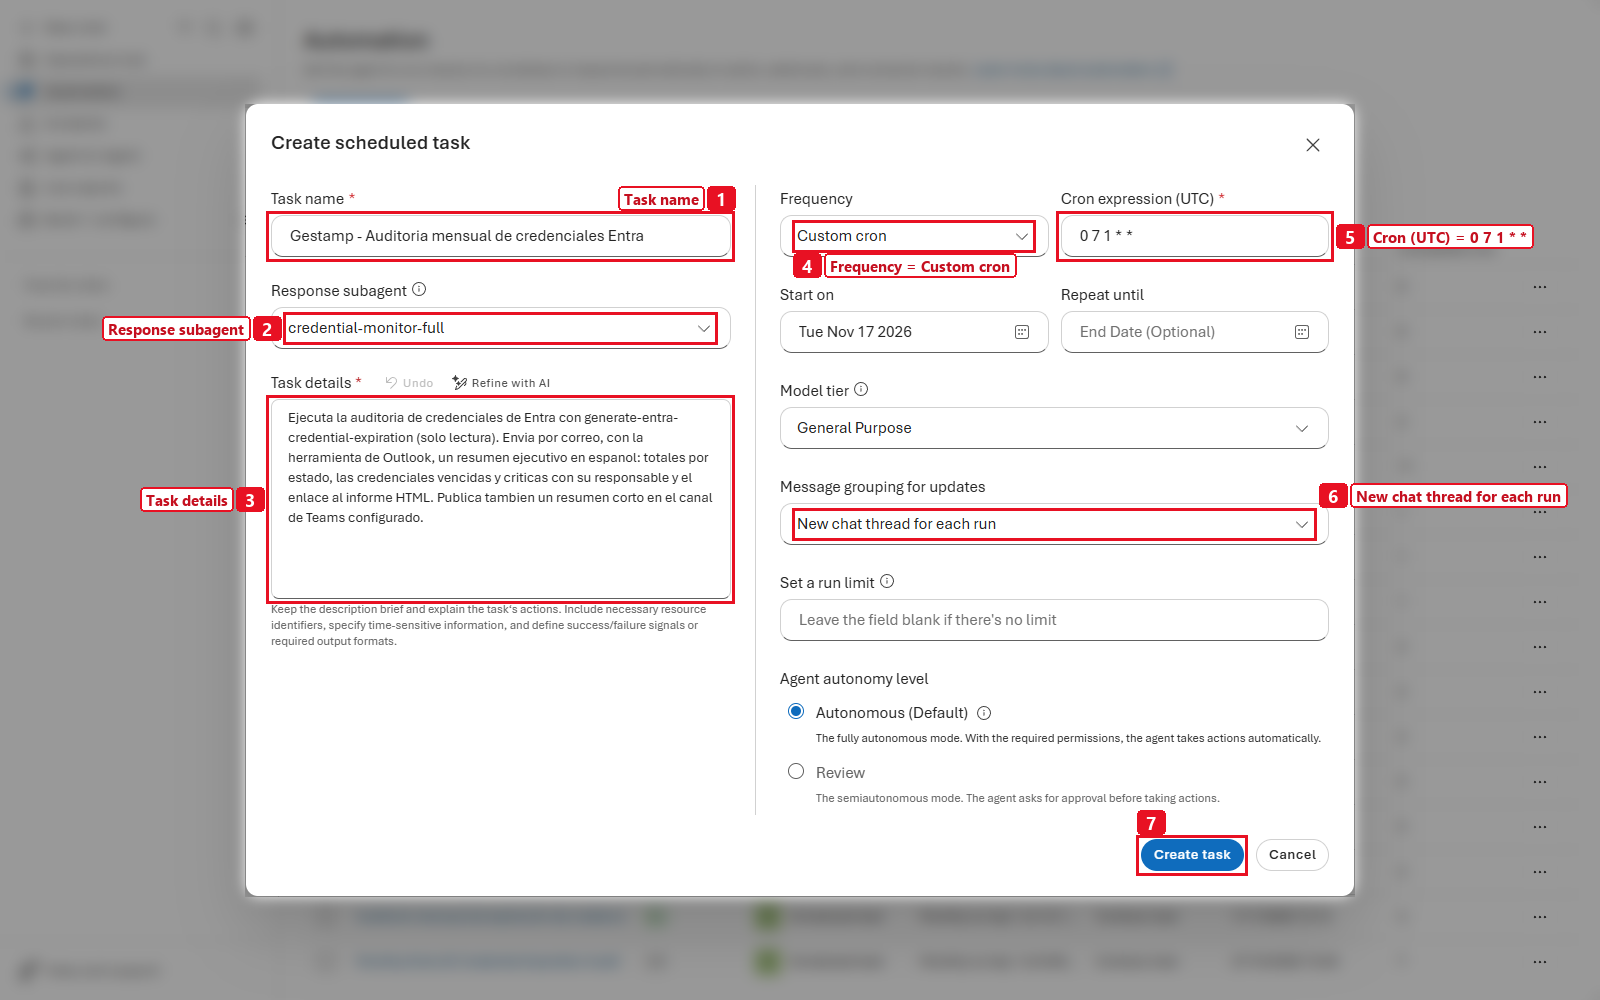 Create scheduled task
Task name *
Task name 1
Gestamp - Auditoria mensual de credenciales Entra
Response subagent
Response subagent 2
credential-monitor-full
Task details *
Undo
Refine with AI
Task details 3
Ejecuta la auditoria de credenciales de Entra con generate-entra-
credential-expiration (solo lectura). Envia por correo, con la
herramienta de Outlook, un resumen ejecutivo en espanol: totales por
estado, las credenciales vencidas y criticas con su responsable y el
enlace al informe HTML. Publica tambien un resumen corto en el canal
de Teams configurado.
Keep the description brief and explain the task's actions. Include necessary resource
identifiers, specify time-sensitive information, and define success/failure signals or
required output formats.
Frequency
Custom cron
4 Frequency = Custom cron
Cron expression (UTC) *
0 7 1 * *
5 Cron (UTC) = 0 7 1 * *
Start on
Tue Nov 17 2026
Repeat until
End Date (Optional)
Model tier
General Purpose
Message grouping for updates
6 New chat thread for each run
New chat thread for each run
Set a run limit
Leave the field blank if there's no limit
Agent autonomy level
Autonomous (Default)
The fully autonomous mode. With the required permissions, the agent takes actions automatically.
Review
The semiautonomous mode. The agent asks for approval before taking actions.
7
Create task
Cancel